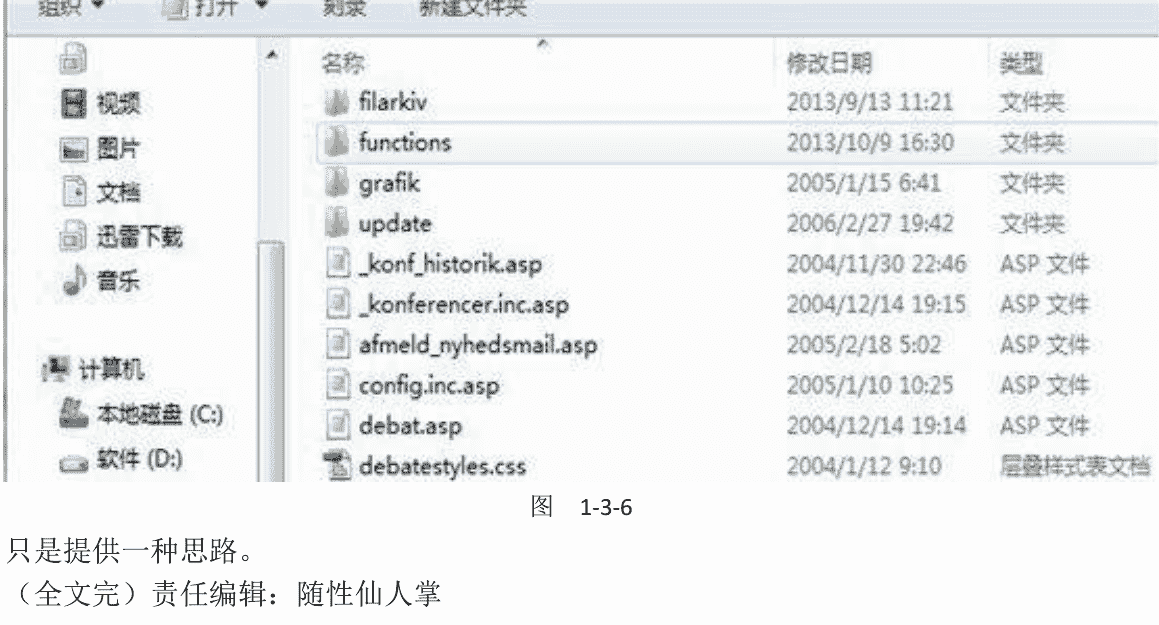 组织 打开 刻录 新建文件夹
名称 修改日期 类型
filarkiv 2013/9/13 11:21 文件夹
视频
functions 2013/10/9 16:30 文件夹
图片
grafik 2005/1/15 6:41 文件夹
文档
update 2006/2/27 19:42 文件夹
迅雷下载
_konf_historik.asp 2004/11/30 22:46 ASP 文件
音乐
_konferencer.inc.asp 2004/12/14 19:15 ASP 文件
afmeld_nyhedsmail.asp 2005/2/18 5:02 ASP 文件
计算机
config.inc.asp 2005/1/10 10:25 ASP 文件
本地磁盘 (C:)
debat.asp 2004/12/14 19:14 ASP 文件
软件 (D:)
debatestyles.css 2004/1/12 9:10 层叠样式表文档
图 1-3-6
只是提供一种思路。
（全文完）责任编辑：随性仙人掌